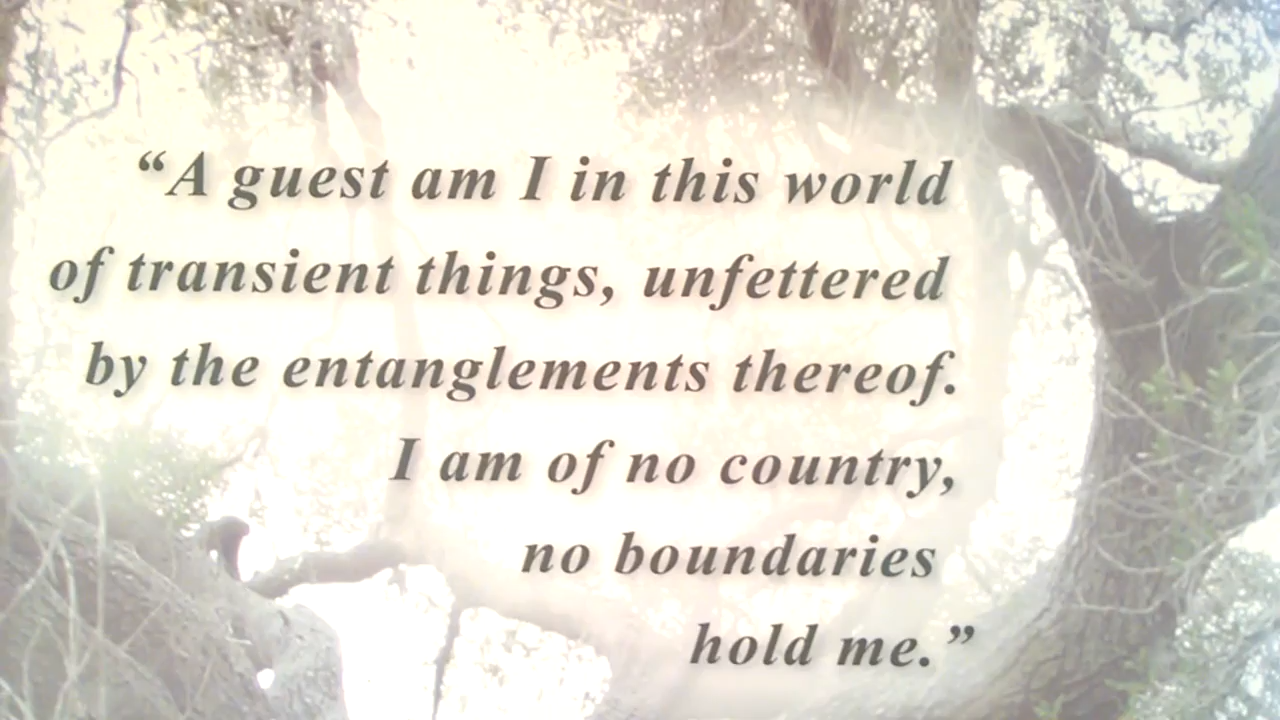 “A guest am I in this world
of transient things, unfettered
by the entanglements thereof.
I am of no country,
no boundaries
hold me.”